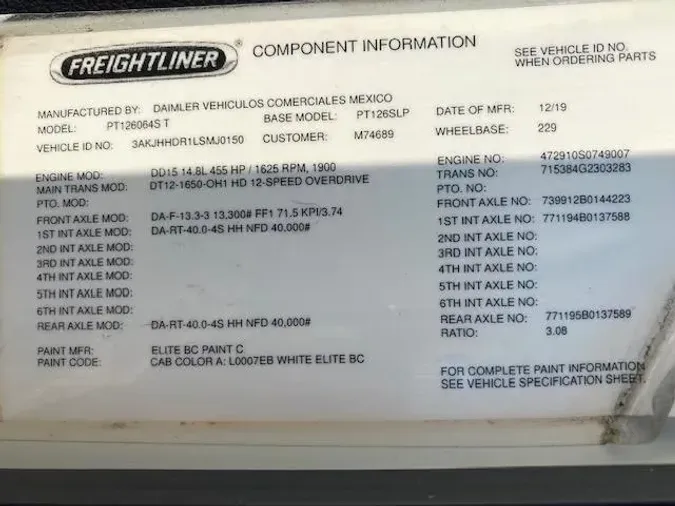 FREIGHTLINER®
COMPONENT INFORMATION
SEE VEHICLE ID NO.
WHEN ORDERING PARTS
MANUFACTURED BY: DAIMLER VEHICULOS COMERCIALES MEXICO
MODEL: PT126064S T BASE MODEL: PT126SLP
VEHICLE ID NO: 3AKJHHDR1LSMJ0150 CUSTOMER: M74689
DATE OF MFR: 12/19
WHEELBASE: 229
ENGINE MOD: DD15 14.8L 455 HP / 1625 RPM, 1900 ENGINE NO: 472910S0749007
MAIN TRANS MOD: DT12-1650-OH1 HD 12-SPEED OVERDRIVE TRANS NO: 715384G2303283
PTO. MOD: PTO. NO:
FRONT AXLE MOD: DA-F-13.3-3 13,300# FF1 71.5 KPI/3.74 FRONT AXLE NO: 739912B0144223
1ST INT AXLE MOD: DA-RT-40.0-4S HH NFD 40,000# 1ST INT AXLE NO: 771194B0137588
2ND INT AXLE MOD: 2ND INT AXLE NO:
3RD INT AXLE MOD: 3RD INT AXLE NO:
4TH INT AXLE MOD: 4TH INT AXLE NO:
5TH INT AXLE MOD: 5TH INT AXLE NO:
6TH INT AXLE MOD: 6TH INT AXLE NO:
REAR AXLE MOD: DA-RT-40.0-4S HH NFD 40,000# REAR AXLE NO: 771195B0137589
RATIO: 3.08
PAINT MFR: ELITE BC PAINT C
PAINT CODE: CAB COLOR A: L0007EB WHITE ELITE BC
FOR COMPLETE PAINT INFORMATION
SEE VEHICLE SPECIFICATION SHEET.